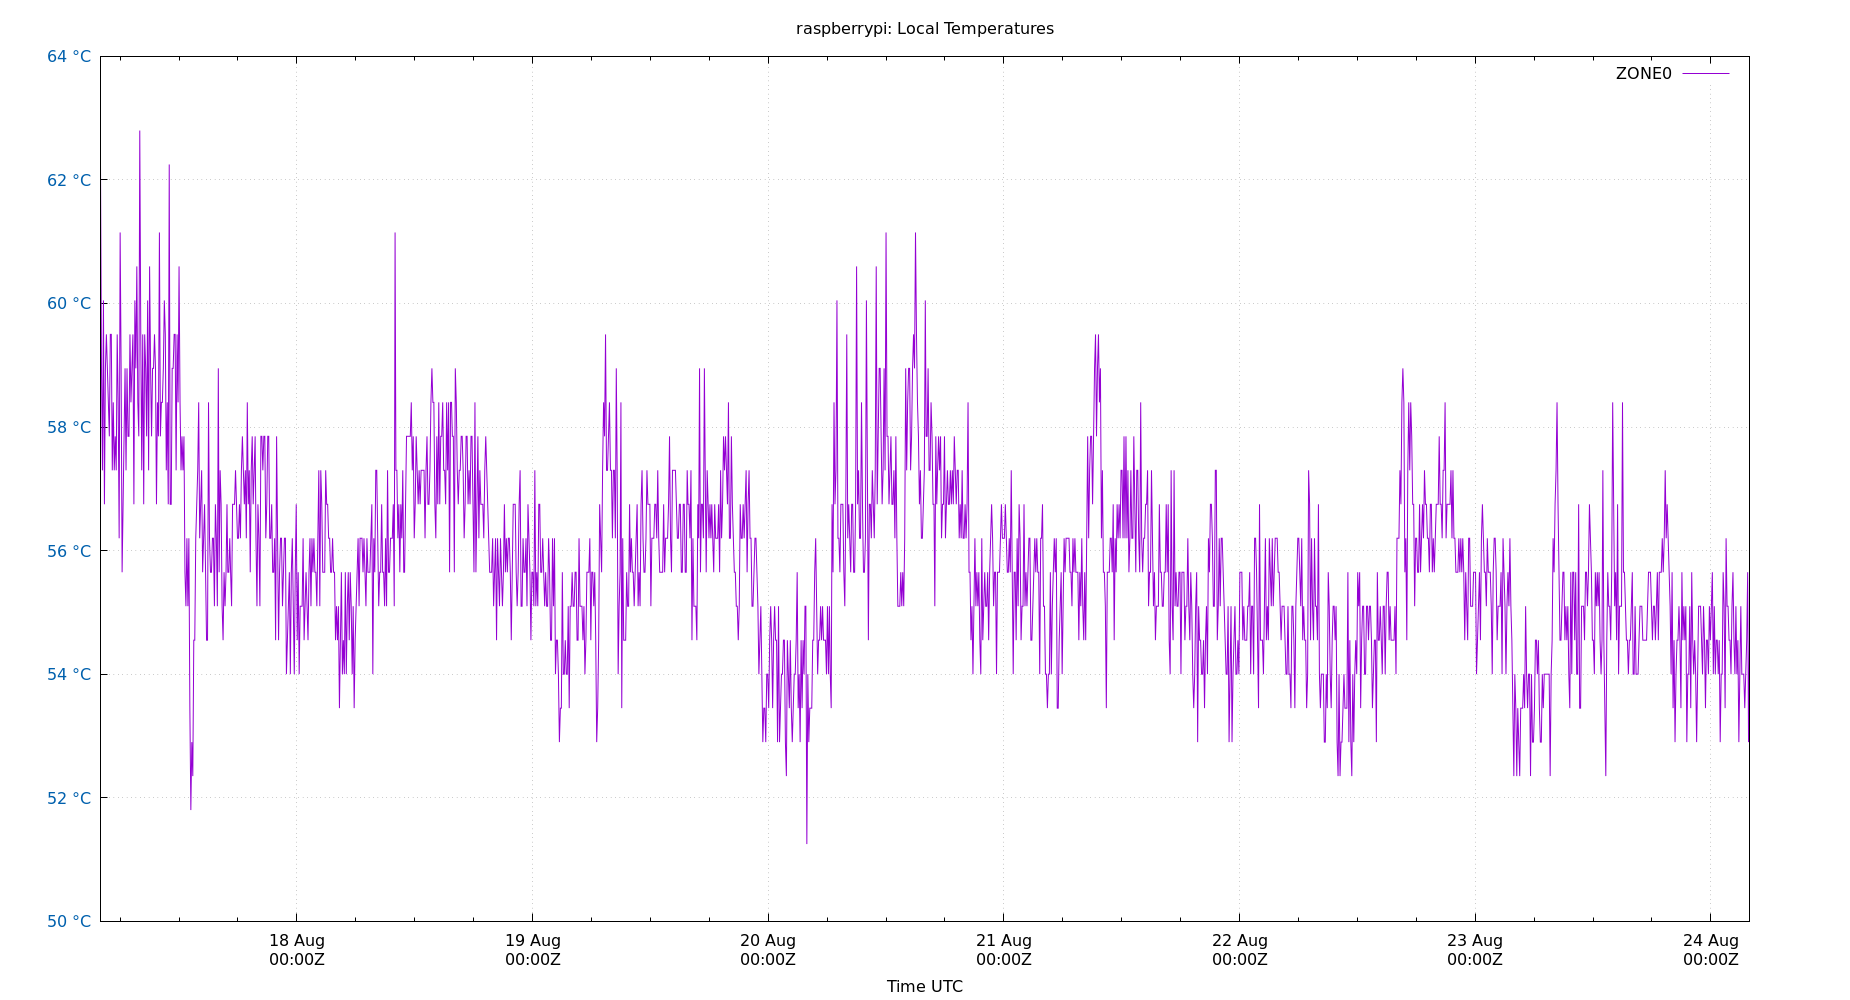 raspberrypi: Local Temperatures
64 °C
ZONE0
62 °C
60 °C
58 °C
56 °C
54 °C
52 °C
50 °C
18 Aug 19 Aug 20 Aug 21 Aug 22 Aug 23 Aug 24 Aug
00:00Z 00:00Z 00:00Z 00:00Z 00:00Z 00:00Z 00:00Z
Time UTC